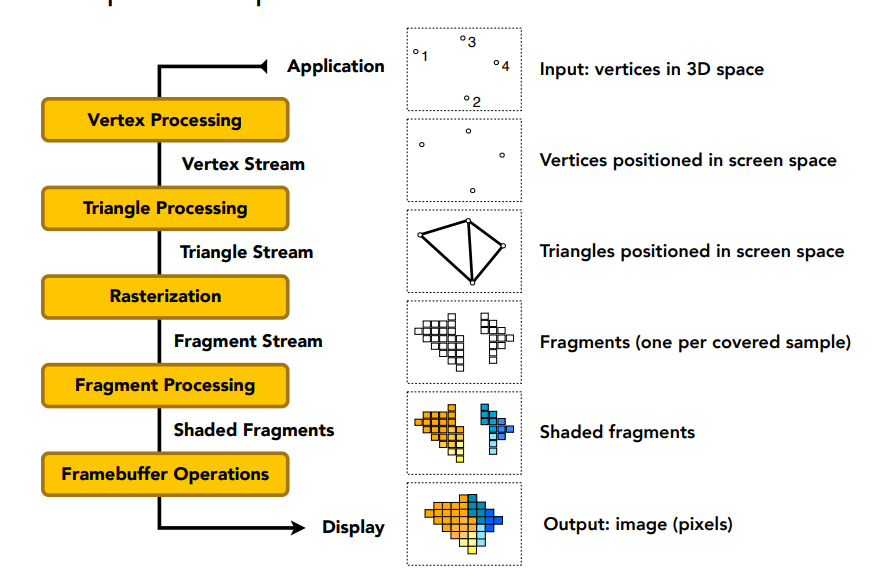 Application
Vertex Processing
Vertex Stream
Triangle Processing
Triangle Stream
Rasterization
Fragment Stream
Fragment Processing
Shaded Fragments
Framebuffer Operations
Display
1
3
4
2
Input: vertices in 3D space
Vertices positioned in screen space
Triangles positioned in screen space
Fragments (one per covered sample)
Shaded fragments
Output: image (pixels)